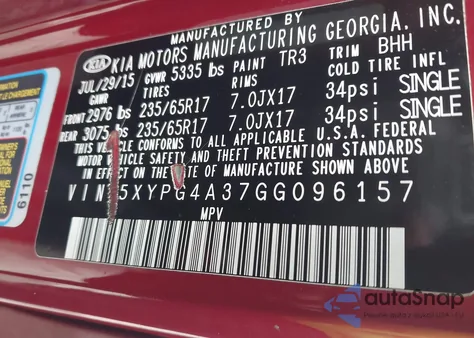 MANUFACTURED BY
KIA KIA MOTORS MANUFACTURING GEORGIA, INC.
JUL/29/15 GVWR 5335 lbs PAINT TR3 TRIM BHH
GAWR TIRES RIMS COLD TIRE INFL
FRONT 2976 lbs 235/65R17 7.0JX17 34psi SINGLE
REAR 3075 lbs 235/65R17 7.0JX17 34psi SINGLE
THIS VEHICLE CONFORMS TO ALL APPLICABLE U.S.A. FEDERAL
MOTOR VEHICLE SAFETY AND THEFT PREVENTION STANDARDS
IN EFFECT ON THE DATE OF MANUFACTURE SHOWN ABOVE
VIN 5XYPG4A37GG096157
MPV
6110
autoSnap